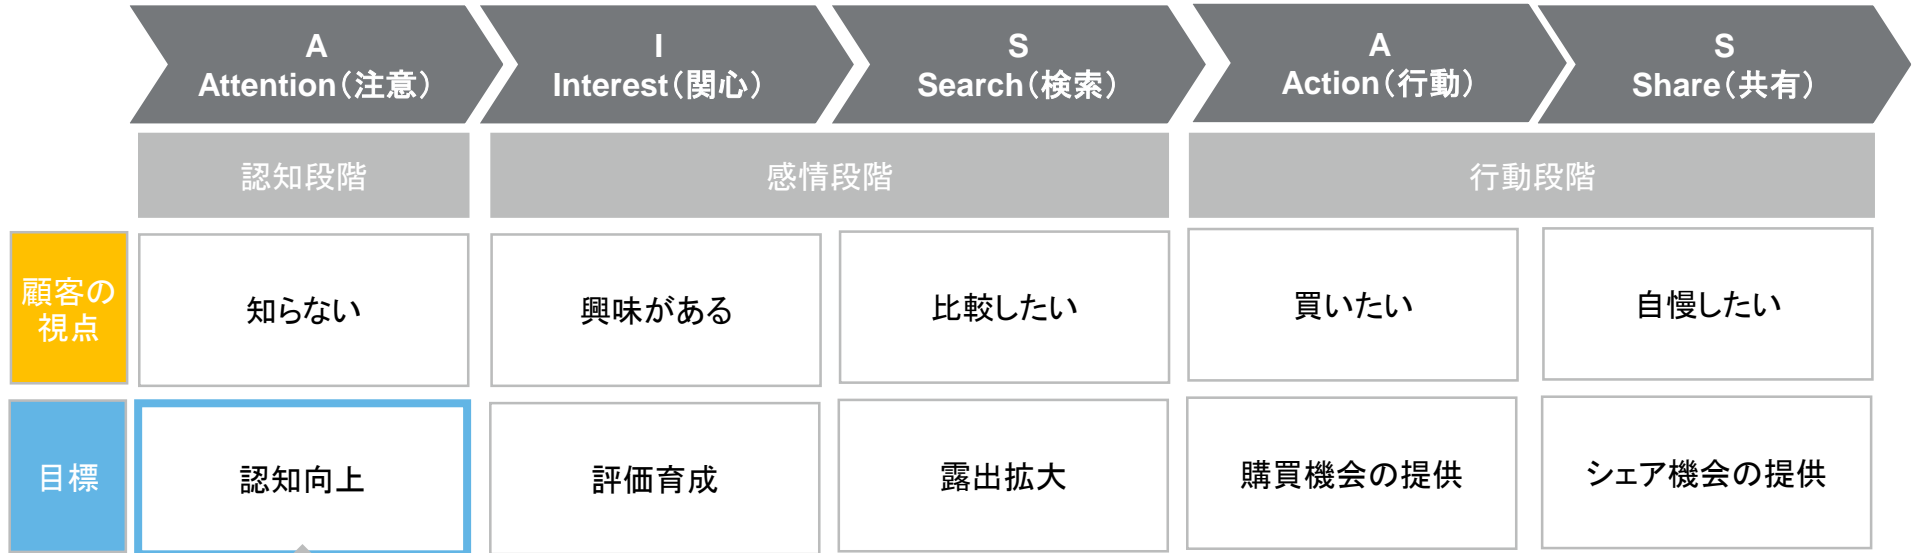 A
Attention（注意）
I
Interest（関心）
S
Search（検索）
A
Action（行動）
S
Share（共有）
認知段階
感情段階
行動段階
顧客の
視点
知らない
興味がある
比較したい
買いたい
自慢したい
目標
認知向上
評価育成
露出拡大
購買機会の提供
シェア機会の提供